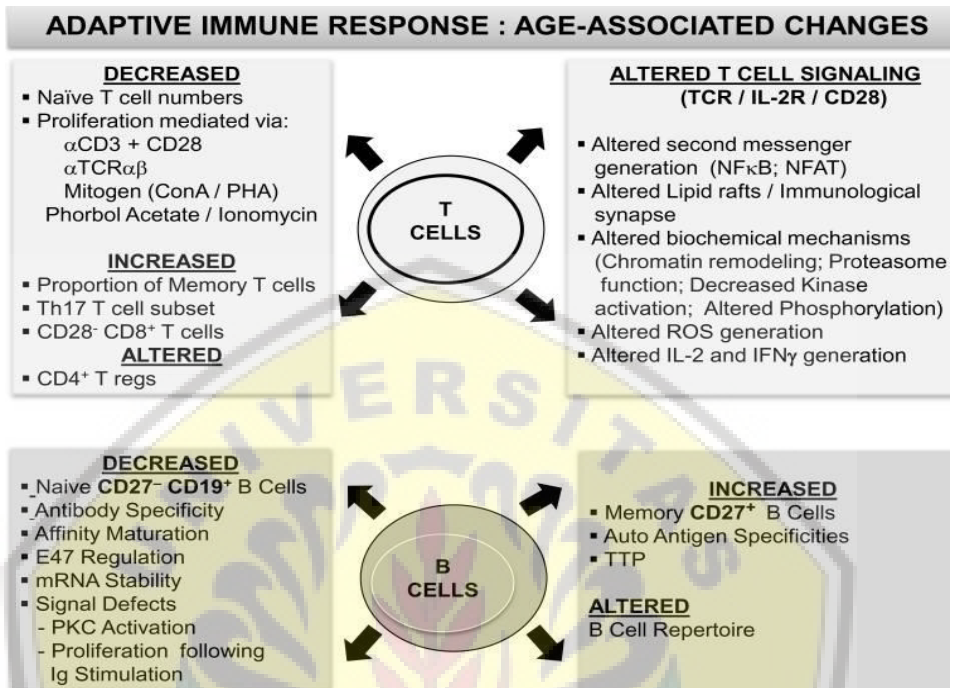 ADAPTIVE IMMUNE RESPONSE : AGE-ASSOCIATED CHANGES
DECREASED
▪ Naïve T cell numbers
▪ Proliferation mediated via:
αCD3 + CD28
αTCRαβ
Mitogen (ConA / PHA)
Phorbol Acetate / Ionomycin
INCREASED
▪ Proportion of Memory T cells
▪ Th17 T cell subset
▪ CD28⁻ CD8⁺ T cells
ALTERED
▪ CD4⁺ T regs
T
CELLS
ALTERED T CELL SIGNALING
(TCR / IL-2R / CD28)
▪ Altered second messenger
generation (NFκB; NFAT)
▪ Altered Lipid rafts / Immunological
synapse
▪ Altered biochemical mechanisms
(Chromatin remodeling; Proteasome
function; Decreased Kinase
activation; Altered Phosphorylation)
▪ Altered ROS generation
▪ Altered IL-2 and IFNγ generation
DECREASED
▪ Naive CD27⁻ CD19⁺ B Cells
▪ Antibody Specificity
▪ Affinity Maturation
▪ E47 Regulation
▪ mRNA Stability
▪ Signal Defects
- PKC Activation
- Proliferation following
Ig Stimulation
B
CELLS
INCREASED
▪ Memory CD27⁺ B Cells
▪ Auto Antigen Specificities
▪ TTP
ALTERED
B Cell Repertoire
UNIVERSITAS